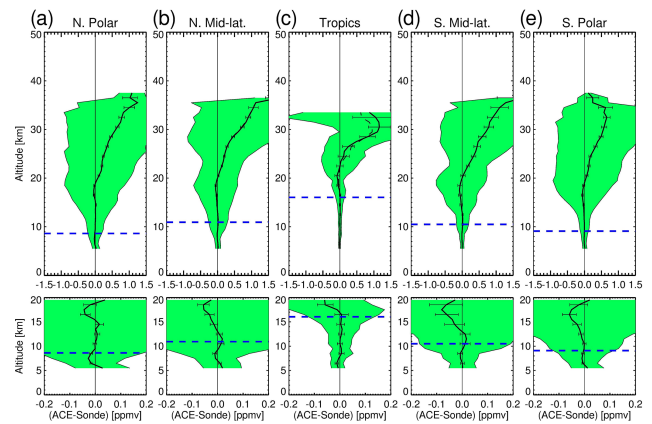 (a) N. Polar (b) N. Mid-lat. (c) Tropics (d) S. Mid-lat. (e) S. Polar
50
40
30
20
10
0
Altitude [km]
-1.5-1.0-0.5 0.0 0.5 1.0 1.5 -1.5-1.0-0.5 0.0 0.5 1.0 1.5 -1.5-1.0-0.5 0.0 0.5 1.0 1.5 -1.5-1.0-0.5 0.0 0.5 1.0 1.5 -1.5-1.0-0.5 0.0 0.5 1.0 1.5
20
15
10
5
0
Altitude [km]
-0.2 -0.1 0.0 0.1 0.2 -0.2 -0.1 0.0 0.1 0.2 -0.2 -0.1 0.0 0.1 0.2 -0.2 -0.1 0.0 0.1 0.2 -0.2 -0.1 0.0 0.1 0.2
(ACE-Sonde) [ppmv] (ACE-Sonde) [ppmv] (ACE-Sonde) [ppmv] (ACE-Sonde) [ppmv] (ACE-Sonde) [ppmv]